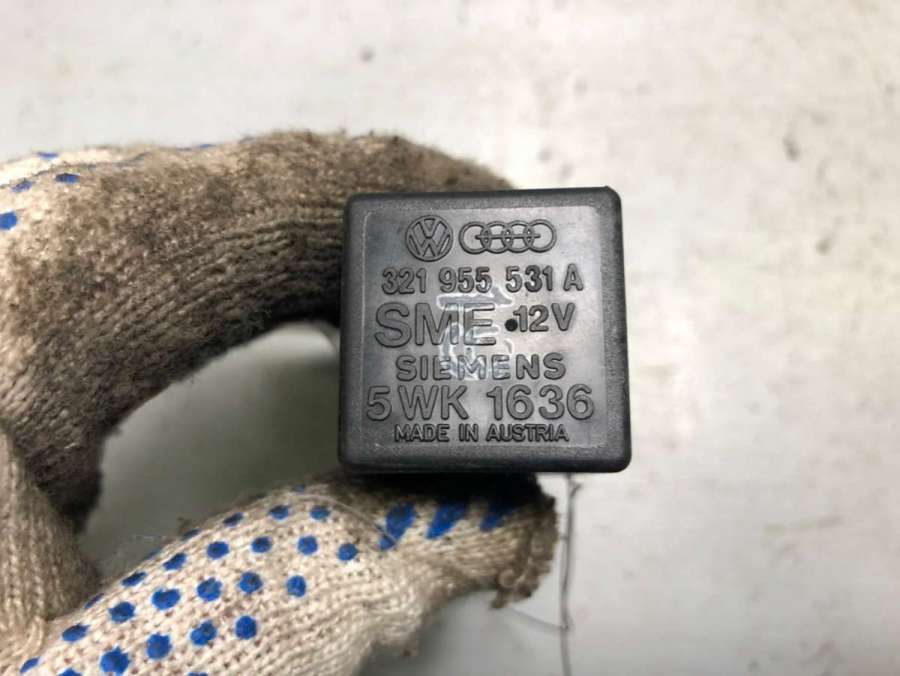 321 955 531 A
SME •12V
SIEMENS
5WK 1636
MADE IN AUSTRIA